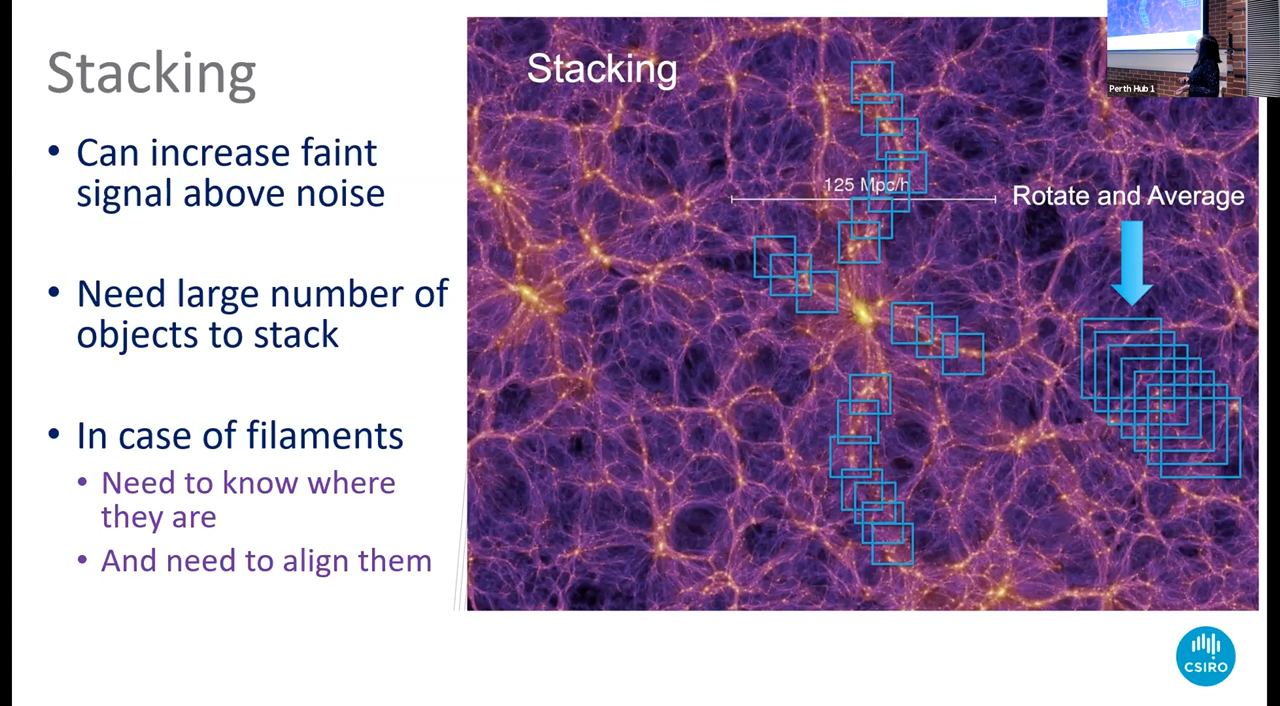 Stacking
• Can increase faint
signal above noise
• Need large number of
objects to stack
• In case of filaments
• Need to know where
they are
• And need to align them
Stacking
125 Mpc/h
Rotate and Average
Perth Hub 1
CSIRO